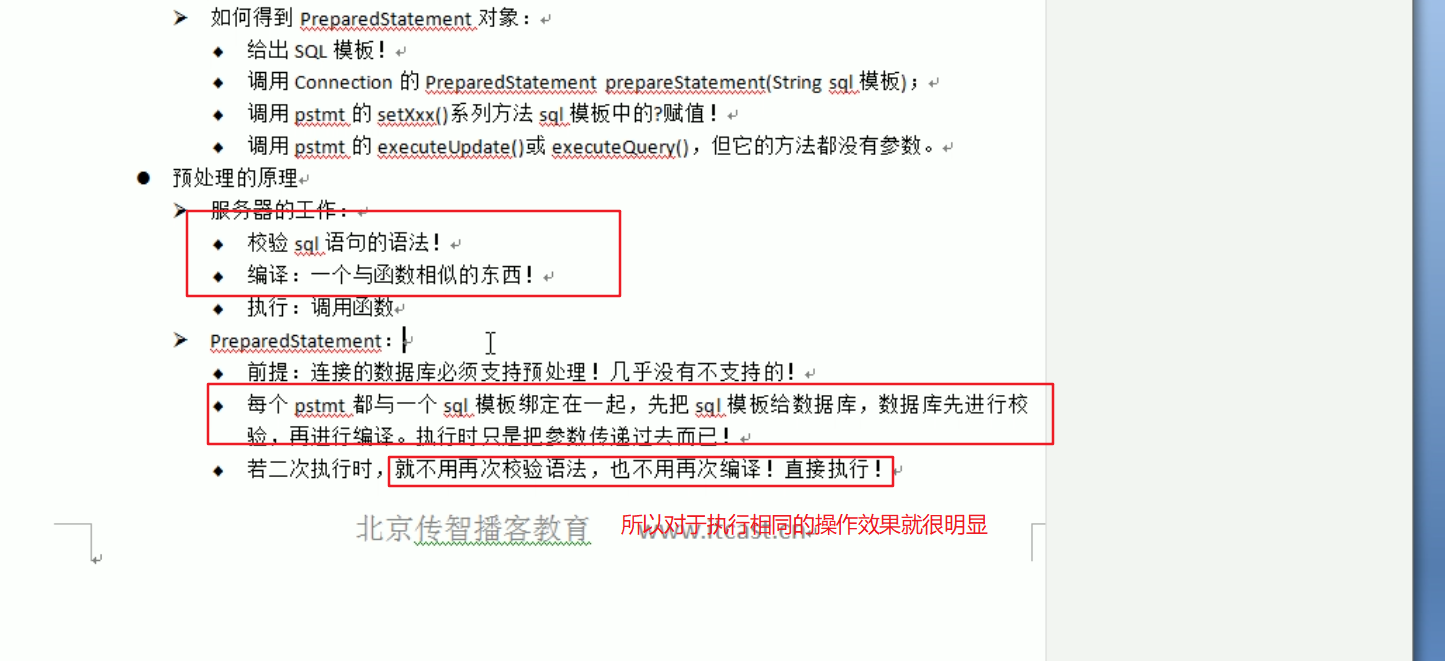 如何得到 PreparedStatement 对象：
给出 SQL 模板！
调用 Connection 的 PreparedStatement prepareStatement(String sql 模板)；
调用 pstmt 的 setXxx()系列方法 sql 模板中的?赋值！
调用 pstmt 的 executeUpdate()或 executeQuery()，但它的方法都没有参数。
预处理的原理
服务器的工作：
校验 sql 语句的语法！
编译：一个与函数相似的东西！
执行：调用函数
PreparedStatement：
前提：连接的数据库必须支持预处理！几乎没有不支持的！
每个 pstmt 都与一个 sql 模板绑定在一起，先把 sql 模板给数据库，数据库先进行校
验，再进行编译。执行时只是把参数传递过去而已！
若二次执行时，就不用再次校验语法，也不用再次编译！直接执行！
所以对于执行相同的操作效果就很明显
北京传智播客教育 www.itcast.cn